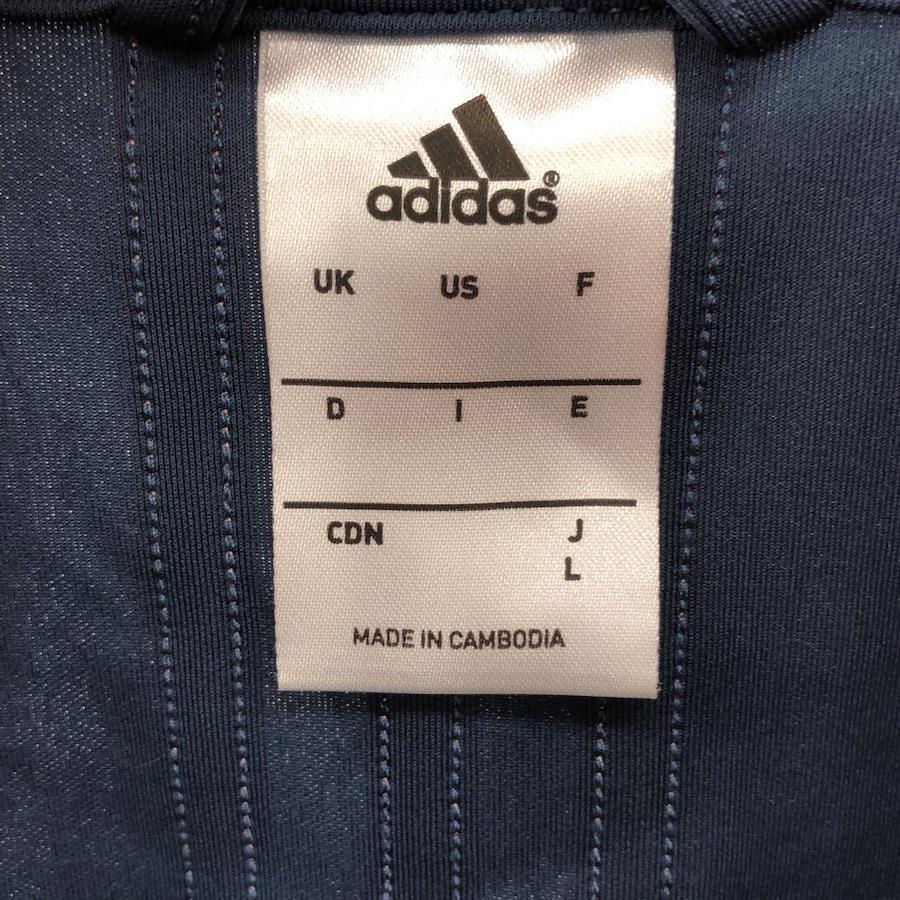 adidas®
UK US F
D I E
CDN J
L
MADE IN CAMBODIA